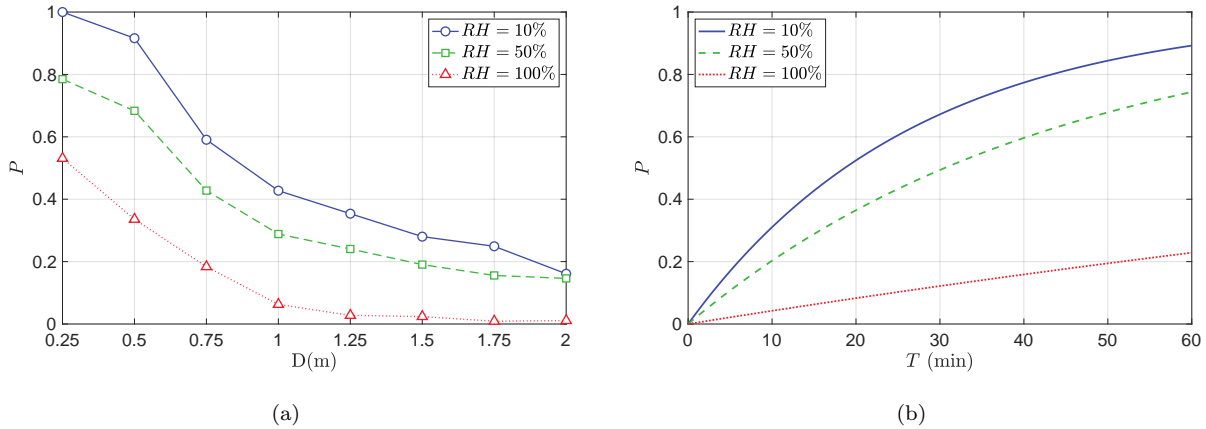 1
0.8
0.6
0.4
0.2
0
P
0.25 0.5 0.75 1 1.25 1.5 1.75 2
D(m)
RH = 10%
RH = 50%
RH = 100%
(a)
1
0.8
0.6
0.4
0.2
0
P
0 10 20 30 40 50 60
T (min)
RH = 10%
RH = 50%
RH = 100%
(b)